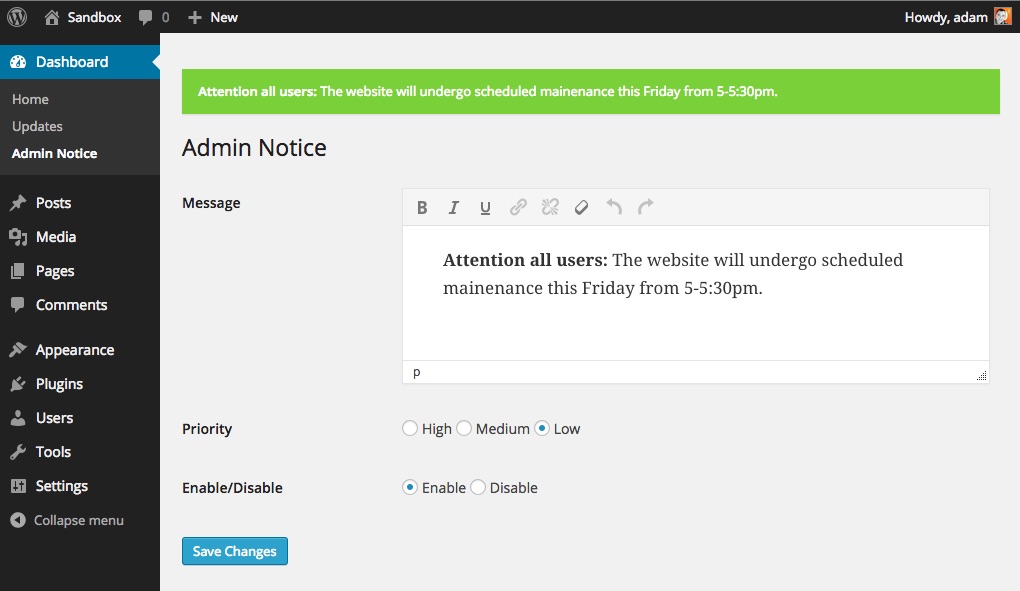 Sandbox 0 New Howdy, adam
Dashboard
Home
Updates
Admin Notice
Posts
Media
Pages
Comments
Appearance
Plugins
Users
Tools
Settings
Collapse menu
Attention all users: The website will undergo scheduled mainenance this Friday from 5-5:30pm.
Admin Notice
Message
B I U
Attention all users: The website will undergo scheduled
mainenance this Friday from 5-5:30pm.
p
Priority High Medium Low
Enable/Disable Enable Disable
Save Changes